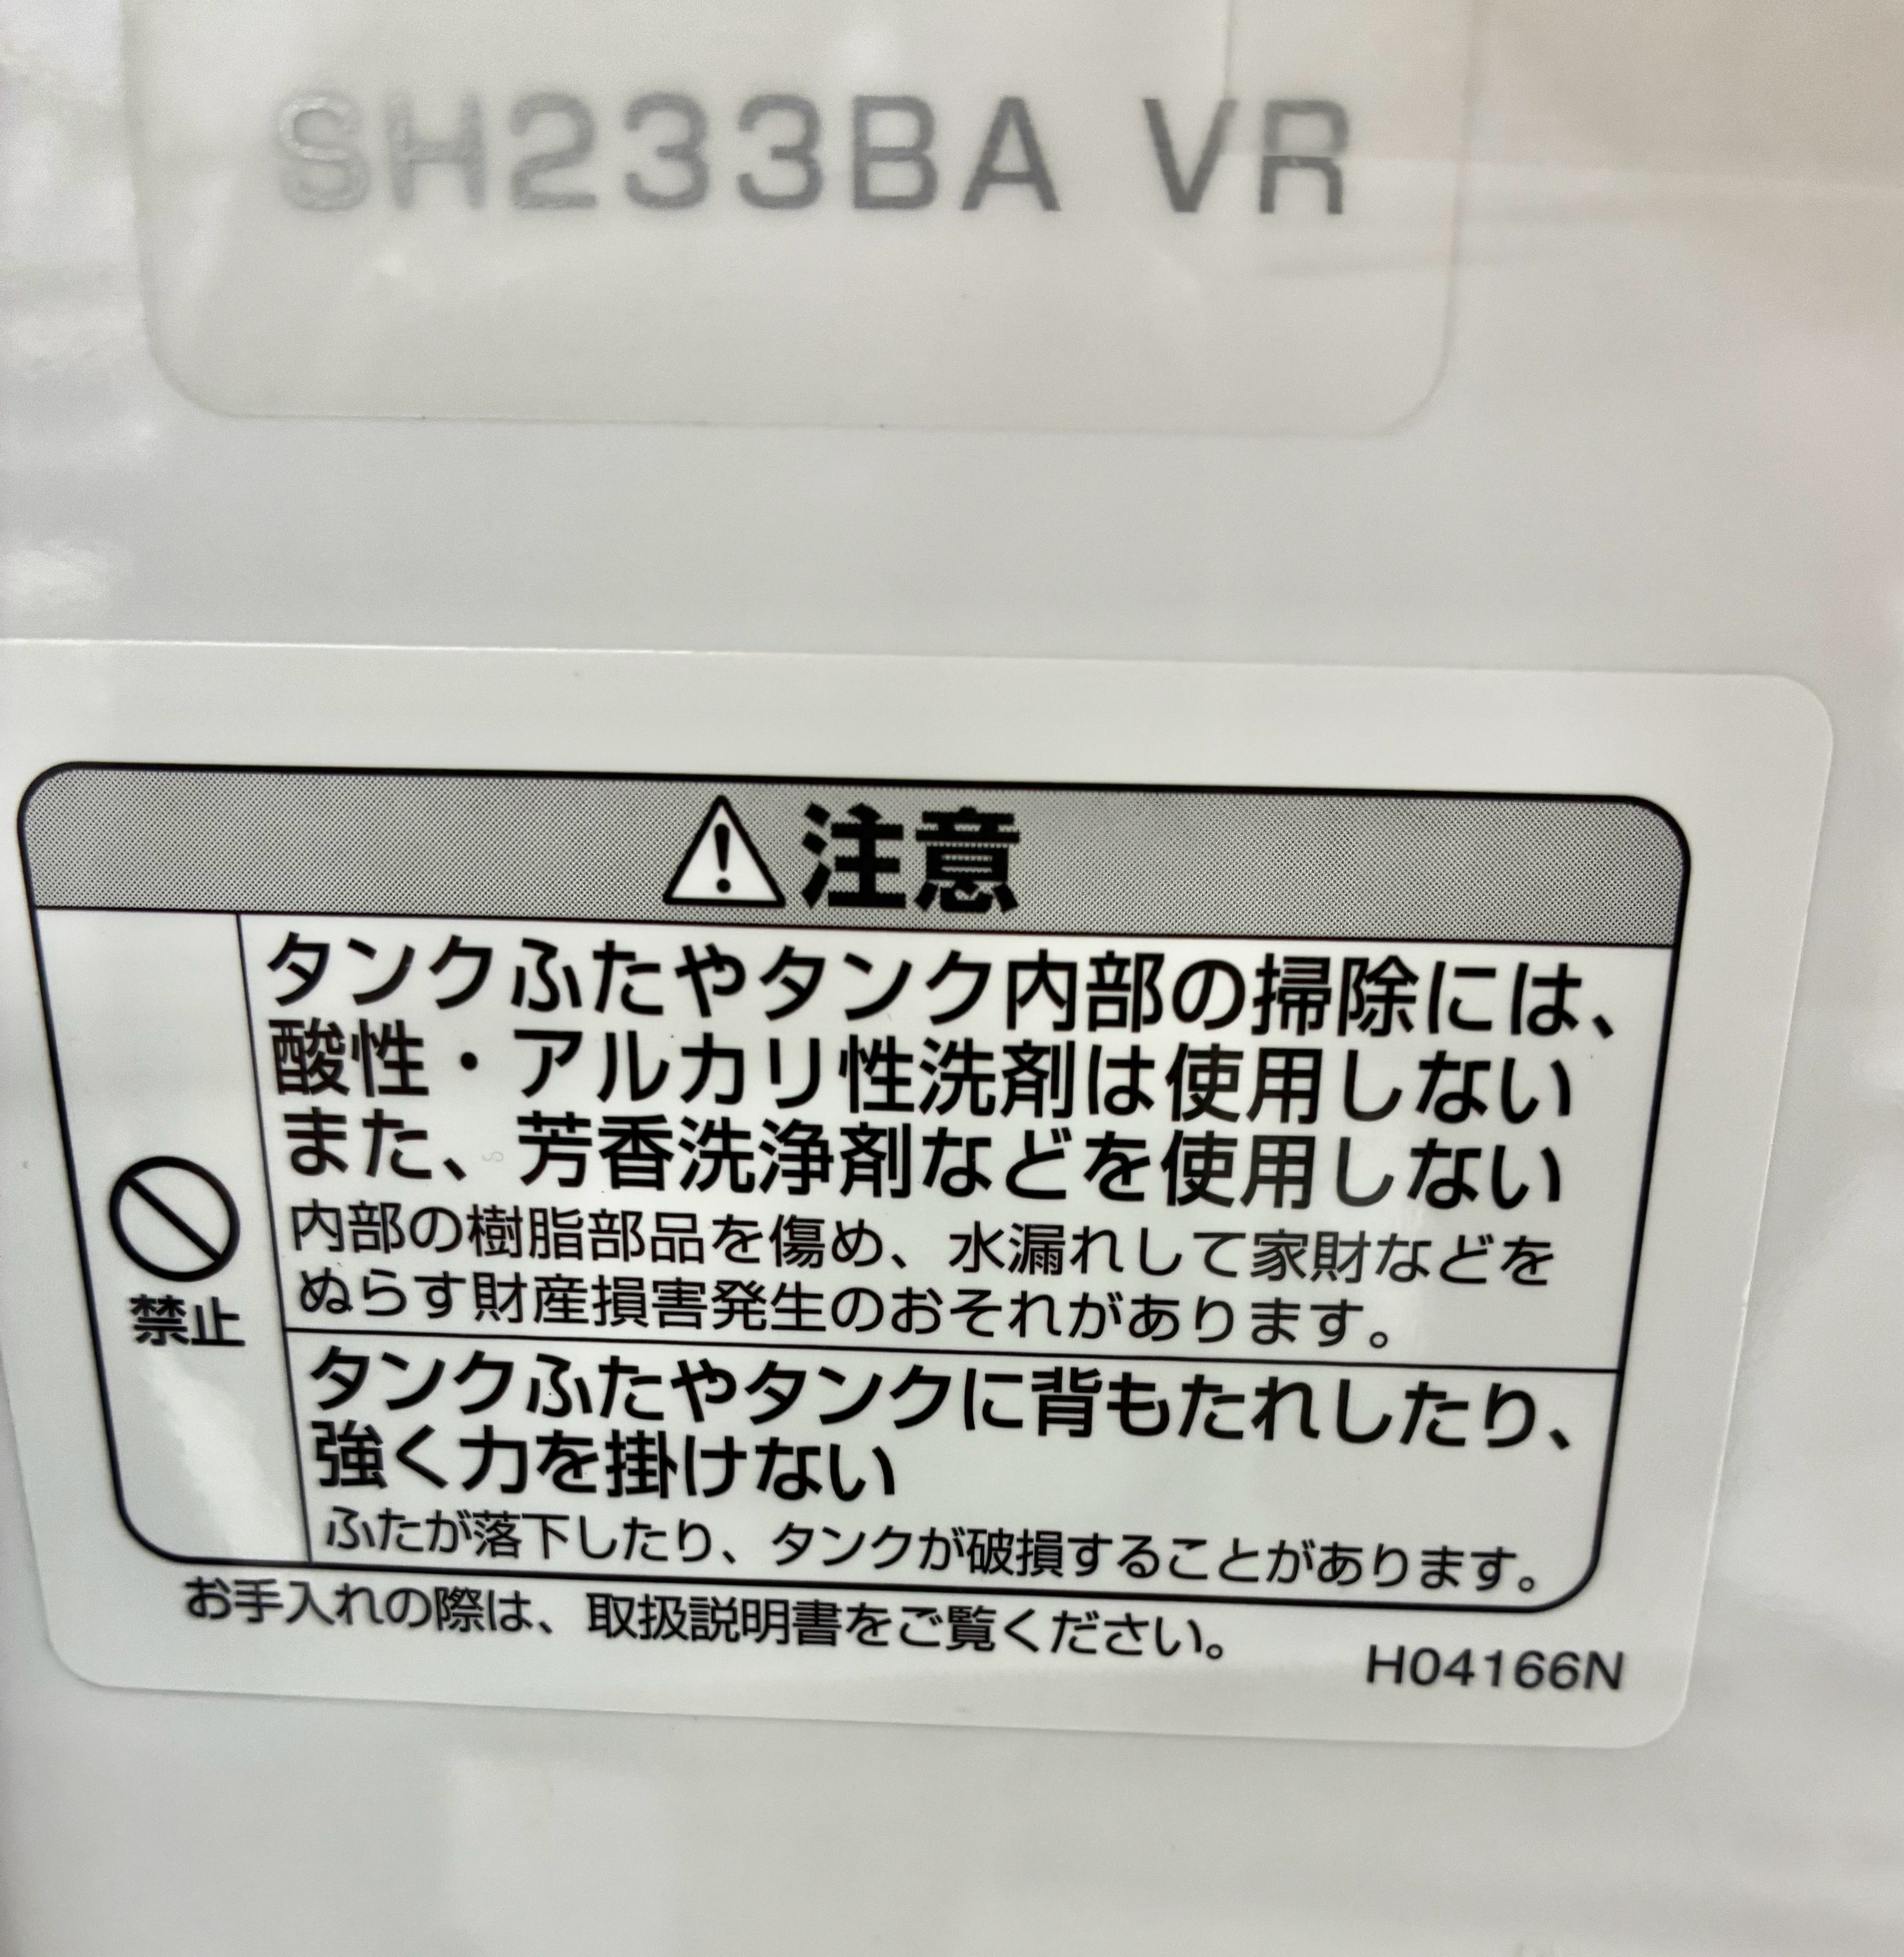 SH233BA VR
注意
タンクふたやタンク内部の掃除には、
酸性・アルカリ性洗剤は使用しない
また、芳香洗浄剤などを使用しない
内部の樹脂部品を傷め、水漏れして家財などを
ぬらす財産損害発生のおそれがあります。
禁止
タンクふたやタンクに背もたれしたり、
強く力を掛けない
ふたが落下したり、タンクが破損することがあります。
お手入れの際は、取扱説明書をご覧ください。
H04166N